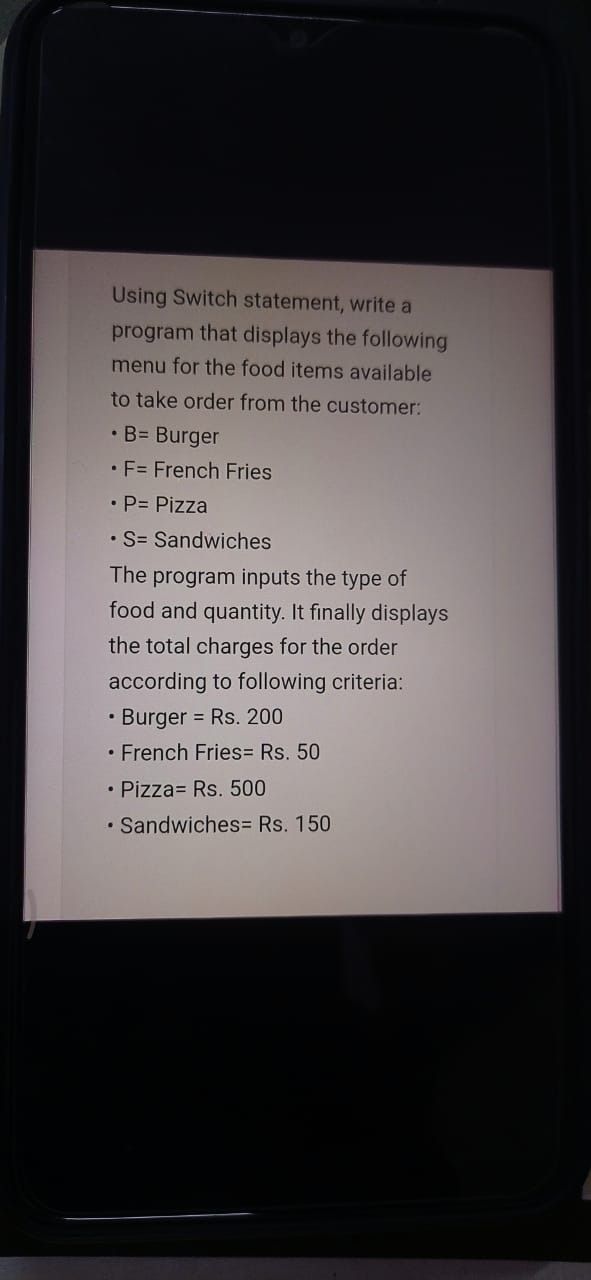 Using Switch statement, write a
program that displays the following
menu for the food items available
to take order from the customer:
• B= Burger
• F= French Fries
• P= Pizza
• S= Sandwiches
The program inputs the type of
food and quantity. It finally displays
the total charges for the order
according to following criteria:
• Burger = Rs. 200
• French Fries= Rs. 50
• Pizza= Rs. 500
• Sandwiches= Rs. 150